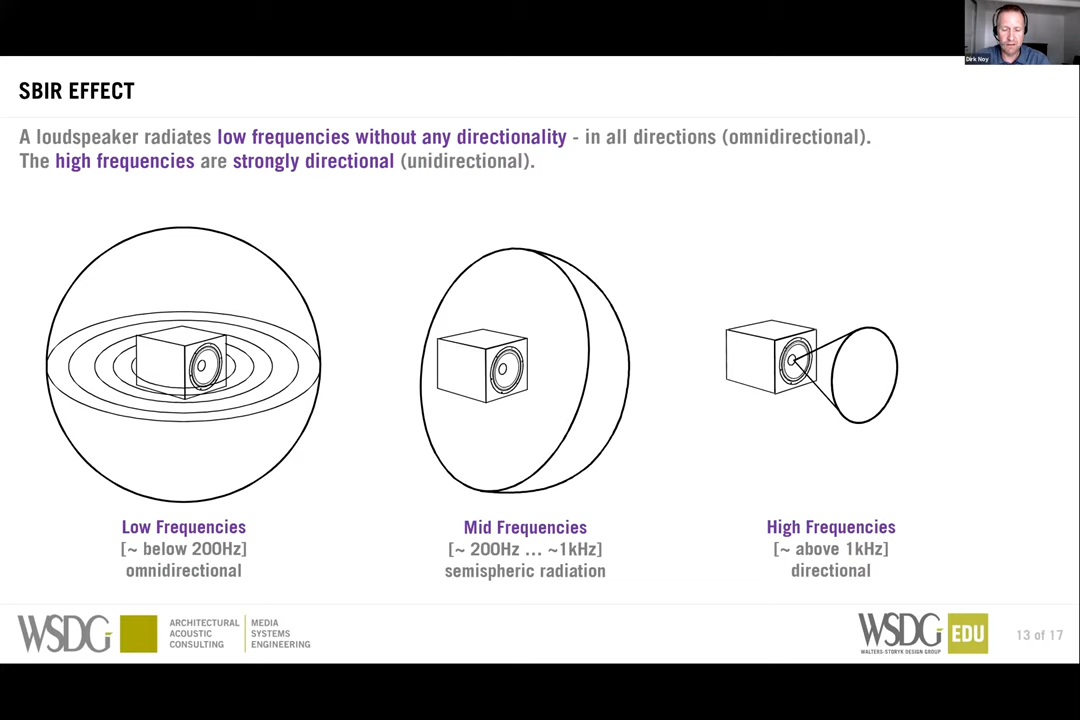 Dirk Noy
SBIR EFFECT
A loudspeaker radiates low frequencies without any directionality - in all directions (omnidirectional).
The high frequencies are strongly directional (unidirectional).
Low Frequencies
[~ below 200Hz]
omnidirectional
Mid Frequencies
[~ 200Hz ... ~1kHz]
semispheric radiation
High Frequencies
[~ above 1kHz]
directional
WSDG
ARCHITECTURAL
ACOUSTIC
CONSULTING
MEDIA
SYSTEMS
ENGINEERING
WSDG EDU
WALTERS-STORYK DESIGN GROUP
13 of 17